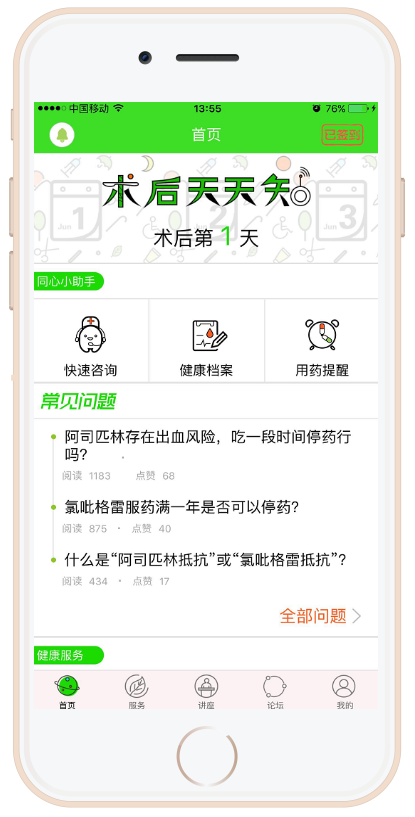 中国移动 13:55 76%
首页 已签到
术后天天知
Jun 1 2 3
术后第 1 天
同心小助手
快速咨询 健康档案 用药提醒
常见问题
阿司匹林存在出血风险，吃一段时间停药行
吗?
阅读 1183 点赞 68
氯吡格雷服药满一年是否可以停药?
阅读 875 · 点赞 40
什么是“阿司匹林抵抗”或“氯吡格雷抵抗”?
阅读 434 · 点赞 17
全部问题
健康服务
首页 服务 讲座 论坛 我的